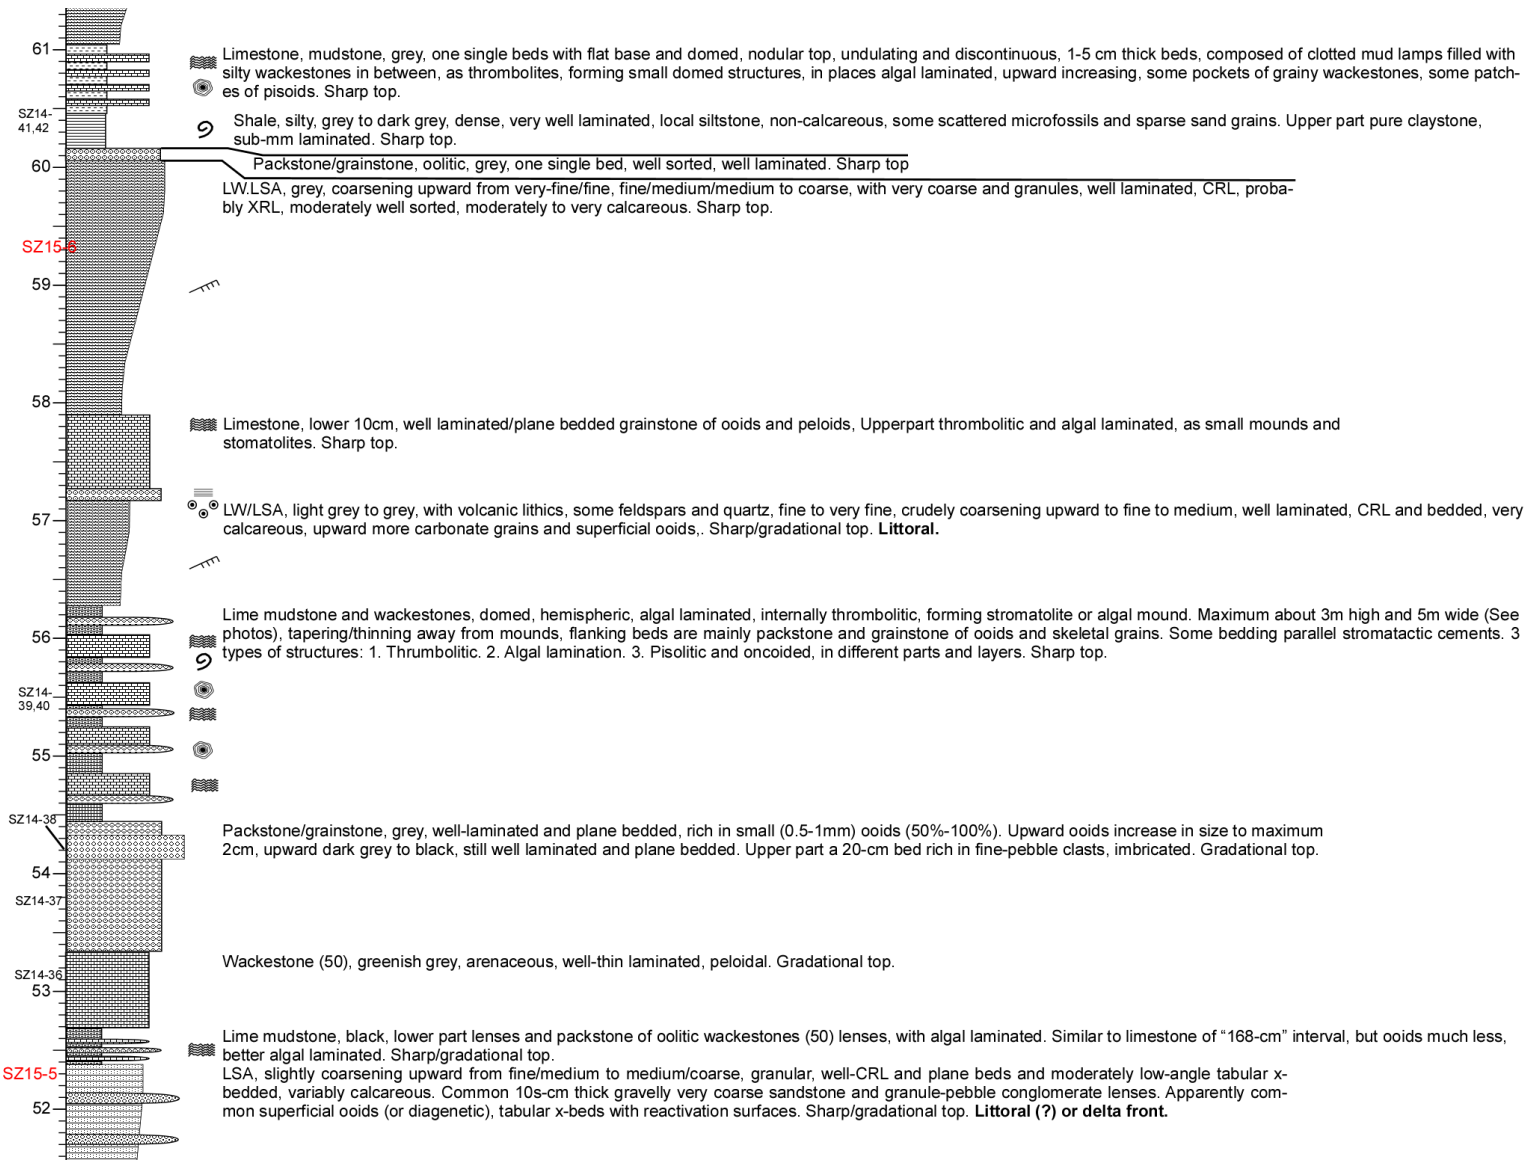 61
Limestone, mudstone, grey, one single beds with flat base and domed, nodular top, undulating and discontinuous, 1-5 cm thick beds, composed of clotted mud lamps filled with
silty wackestones in between, as thrombolites, forming small domed structures, in places algal laminated, upward increasing, some pockets of grainy wackestones, some patch-
es of pisoids. Sharp top.
SZ14-
41,42
Shale, silty, grey to dark grey, dense, very well laminated, local siltstone, non-calcareous, some scattered microfossils and sparse sand grains. Upper part pure claystone,
sub-mm laminated. Sharp top.
60
Packstone/grainstone, oolitic, grey, one single bed, well sorted, well laminated. Sharp top
LW.LSA, grey, coarsening upward from very-fine/fine, fine/medium/medium to coarse, with very coarse and granules, well laminated, CRL, proba-
bly XRL, moderately well sorted, moderately to very calcareous. Sharp top.
SZ15-6
59
58
Limestone, lower 10cm, well laminated/plane bedded grainstone of ooids and peloids, Upperpart thrombolitic and algal laminated, as small mounds and
stomatolites. Sharp top.
57
LW/LSA, light grey to grey, with volcanic lithics, some feldspars and quartz, fine to very fine, crudely coarsening upward to fine to medium, well laminated, CRL and bedded, very
calcareous, upward more carbonate grains and superficial ooids,. Sharp/gradational top. Littoral.
56
Lime mudstone and wackestones, domed, hemispheric, algal laminated, internally thrombolitic, forming stromatolite or algal mound. Maximum about 3m high and 5m wide (See
photos), tapering/thinning away from mounds, flanking beds are mainly packstone and grainstone of ooids and skeletal grains. Some bedding parallel stromatactic cements. 3
types of structures: 1. Thrumbolitic. 2. Algal lamination. 3. Pisolitic and oncoided, in different parts and layers. Sharp top.
SZ14-
39,40
55
SZ14-38
Packstone/grainstone, grey, well-laminated and plane bedded, rich in small (0.5-1mm) ooids (50%-100%). Upward ooids increase in size to maximum
2cm, upward dark grey to black, still well laminated and plane bedded. Upper part a 20-cm bed rich in fine-pebble clasts, imbricated. Gradational top.
54
SZ14-37
Wackestone (50), greenish grey, arenaceous, well-thin laminated, peloidal. Gradational top.
SZ14-36
53
Lime mudstone, black, lower part lenses and packstone of oolitic wackestones (50) lenses, with algal laminated. Similar to limestone of “168-cm” interval, but ooids much less,
better algal laminated. Sharp/gradational top.
SZ15-5
LSA, slightly coarsening upward from fine/medium to medium/coarse, granular, well-CRL and plane beds and moderately low-angle tabular x-
bedded, variably calcareous. Common 10s-cm thick gravelly very coarse sandstone and granule-pebble conglomerate lenses. Apparently com-
mon superficial ooids (or diagenetic), tabular x-beds with reactivation surfaces. Sharp/gradational top. Littoral (?) or delta front.
52